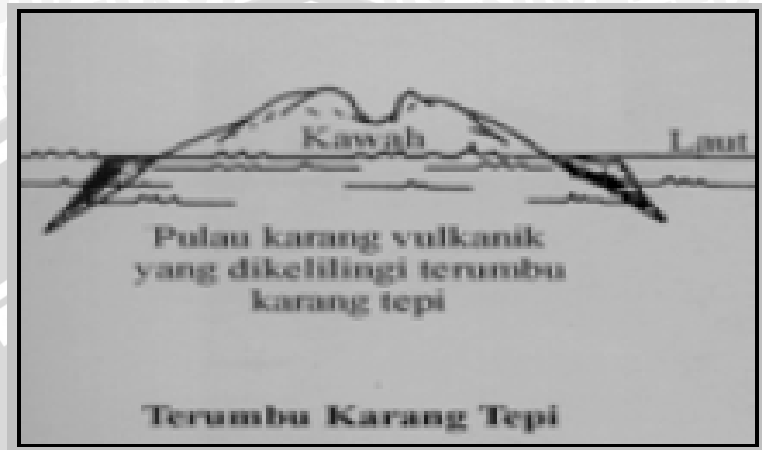 Kawah
Laut
Pulau karang vulkanik
yang dikelilingi terumbu
karang tepi
Terumbu Karang Tepi